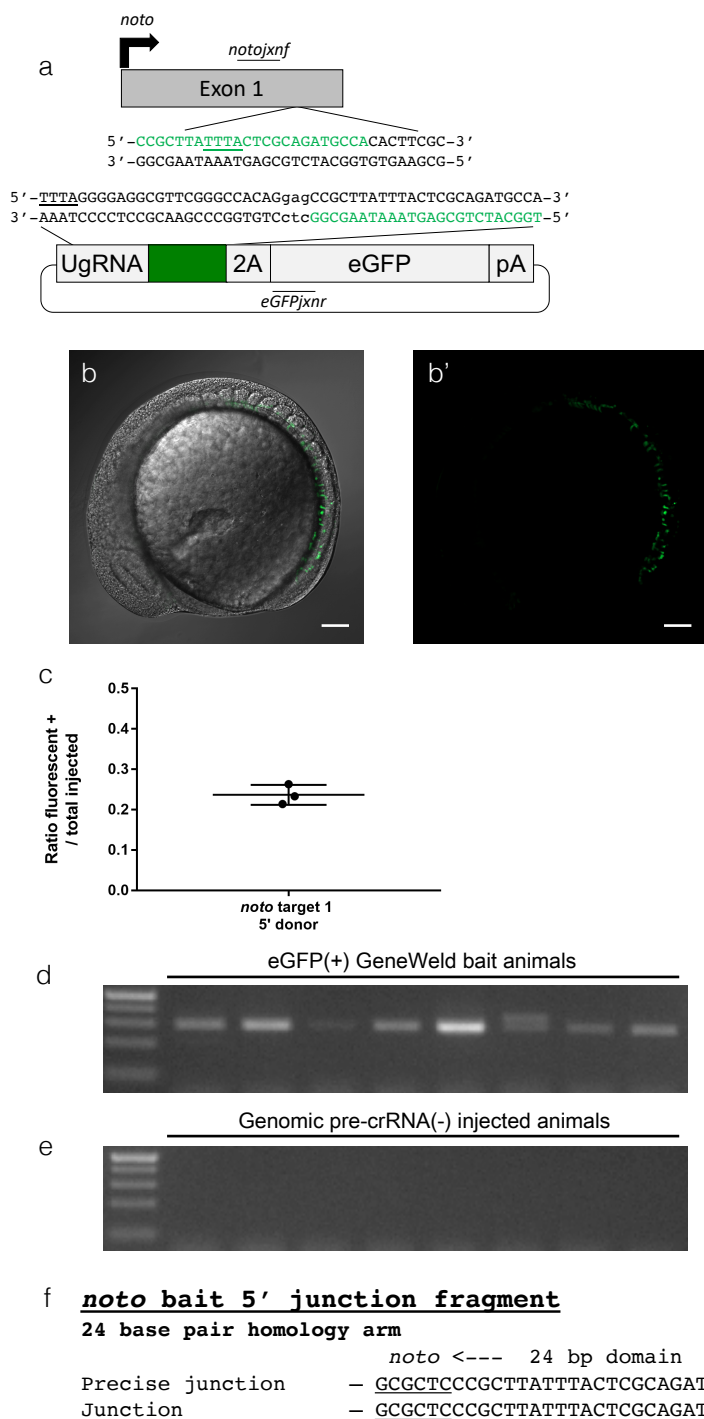 noto
a
notojxnf
Exon 1
5’-CCGCTTATTTACTCGCAGATGCCACACTTCGC-3’
3’-GGCGAATAAATGAGCGTCTACGGTGTGAAGCG-5’
5’-TTTAGGGGAGGCGTTCGGGCCACAGgagCCGCTTATTTACTCGCAGATGCCA-3’
3’-AAATCCCCTCCGCAAGCCCGGTGTCctcGGCGAATAAATGAGCGTCTACGGT-5’
UgRNA 2A eGFP pA
eGFPjxnr
b b’
c
0.5
0.4
0.3
0.2
0.1
0.0
Ratio fluorescent +
/ total injected
noto target 1
5' donor
eGFP(+) GeneWeld bait animals
d
Genomic pre-crRNA(-) injected animals
e
f noto bait 5’ junction fragment
24 base pair homology arm
noto <--- 24 bp domain
Precise junction – GCGCTCCCGCTTATTTACTCGCAGAT
Junction – GCGCTCCCGCTTATTTACTCGCAGAT